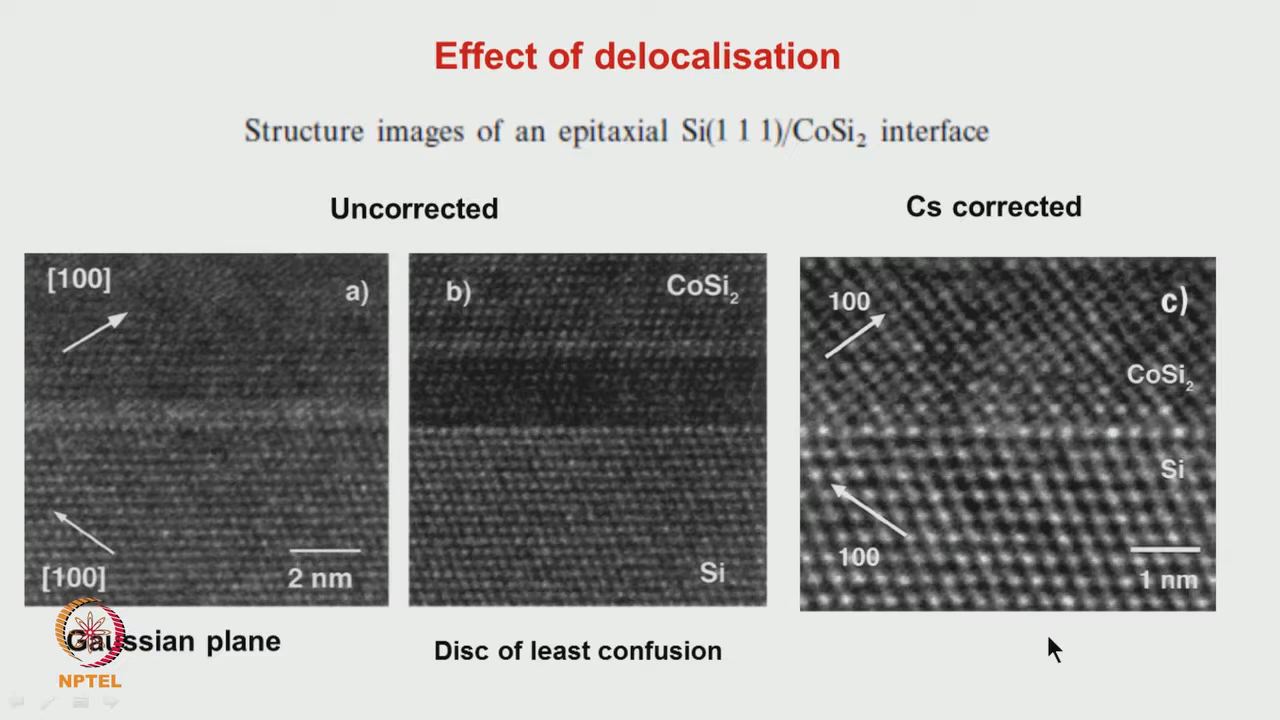 Effect of delocalisation
Structure images of an epitaxial Si(1 1 1)/CoSi₂ interface
Uncorrected
Cs corrected
[100]
a)
[100]
2 nm
b)
CoSi₂
Si
100
c)
CoSi₂
Si
100
1 nm
Gaussian plane
Disc of least confusion
NPTEL